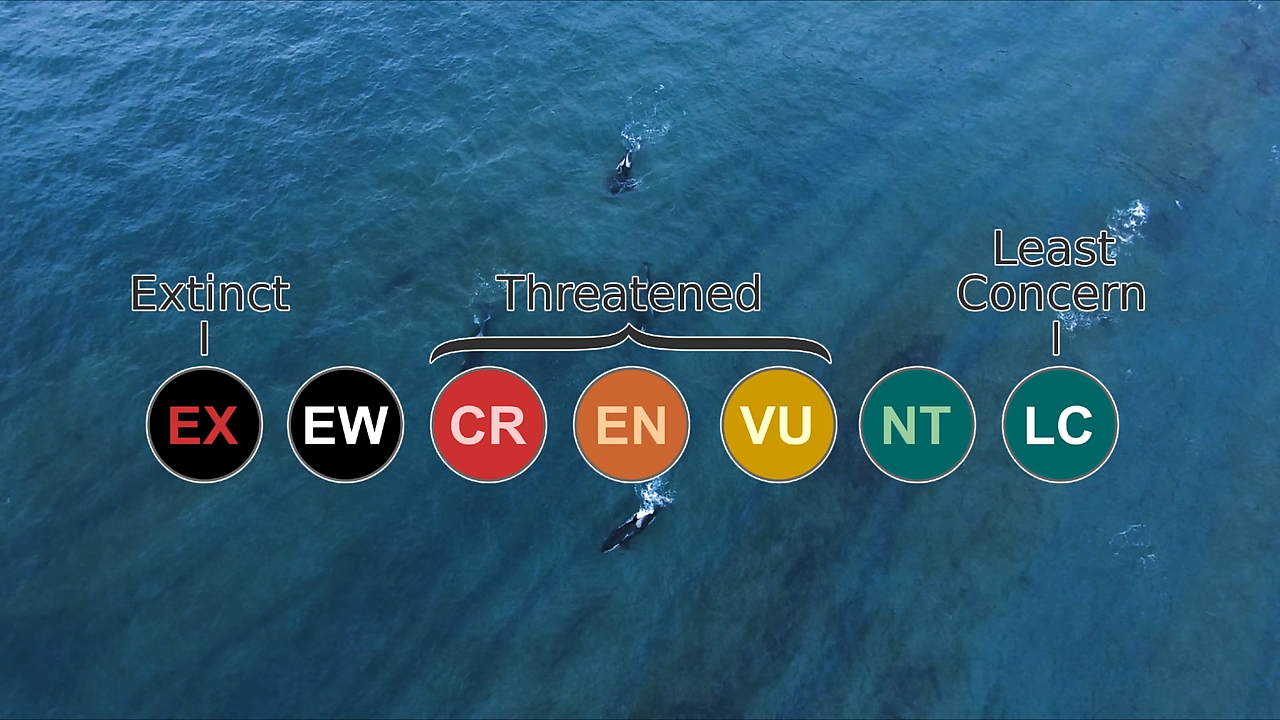 Extinct
Threatened
Least
Concern
EX
EW
CR
EN
VU
NT
LC